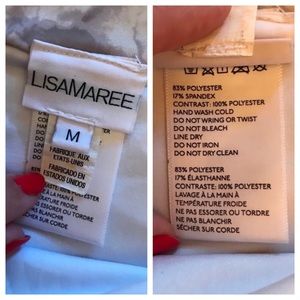 LISAMAREE
M
FABRIQUE AUX
ETATS-UNIS
FABRICADO EN
ESTADOS UNIDOS
83% POLYESTER
17% SPANDEX
CONTRAST: 100% POLYESTER
HAND WASH COLD
DO NOT WRING OR TWIST
DO NOT BLEACH
LINE DRY
DO NOT IRON
DO NOT DRY CLEAN
83% POLYESTER
17% ÉLASTHANNE
CONTRASTE: 100% POLYESTER
LAVAGE À LA MAIN À
TEMPÉRATURE FROIDE
NE PAS ESSORER OU TORDRE
NE PAS BLANCHIR
SÉCHER SUR CORDE